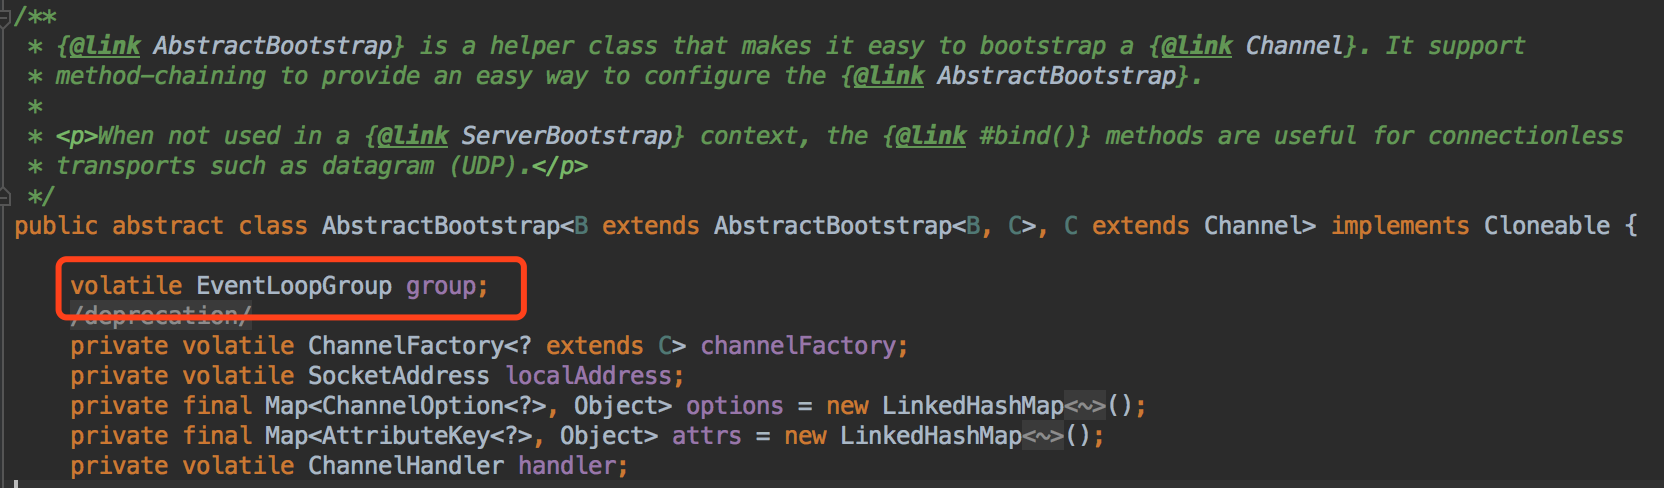 /**
 * {@link AbstractBootstrap} is a helper class that makes it easy to bootstrap a {@link Channel}. It support
 * method-chaining to provide an easy way to configure the {@link AbstractBootstrap}.
 *
 * <p>When not used in a {@link ServerBootstrap} context, the {@link #bind()} methods are useful for connectionless
 * transports such as datagram (UDP).</p>
 */
public abstract class AbstractBootstrap<B extends AbstractBootstrap<B, C>, C extends Channel> implements Cloneable {
volatile EventLoopGroup group;
/deprecation/
private volatile ChannelFactory<? extends C> channelFactory;
private volatile SocketAddress localAddress;
private final Map<ChannelOption<?>, Object> options = new LinkedHashMap<~>();
private final Map<AttributeKey<?>, Object> attrs = new LinkedHashMap<~>();
private volatile ChannelHandler handler;